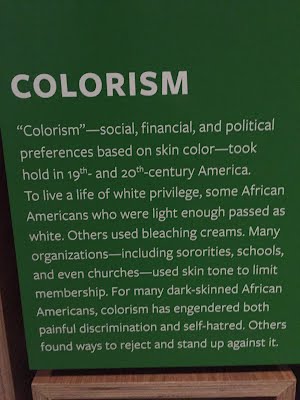 COLORISM
“Colorism”—social, financial, and political
preferences based on skin color—took
hold in 19th- and 20th-century America.
To live a life of white privilege, some African
Americans who were light enough passed as
white. Others used bleaching creams. Many
organizations—including sororities, schools,
and even churches—used skin tone to limit
membership. For many dark-skinned African
Americans, colorism has engendered both
painful discrimination and self-hatred. Others
found ways to reject and stand up against it.